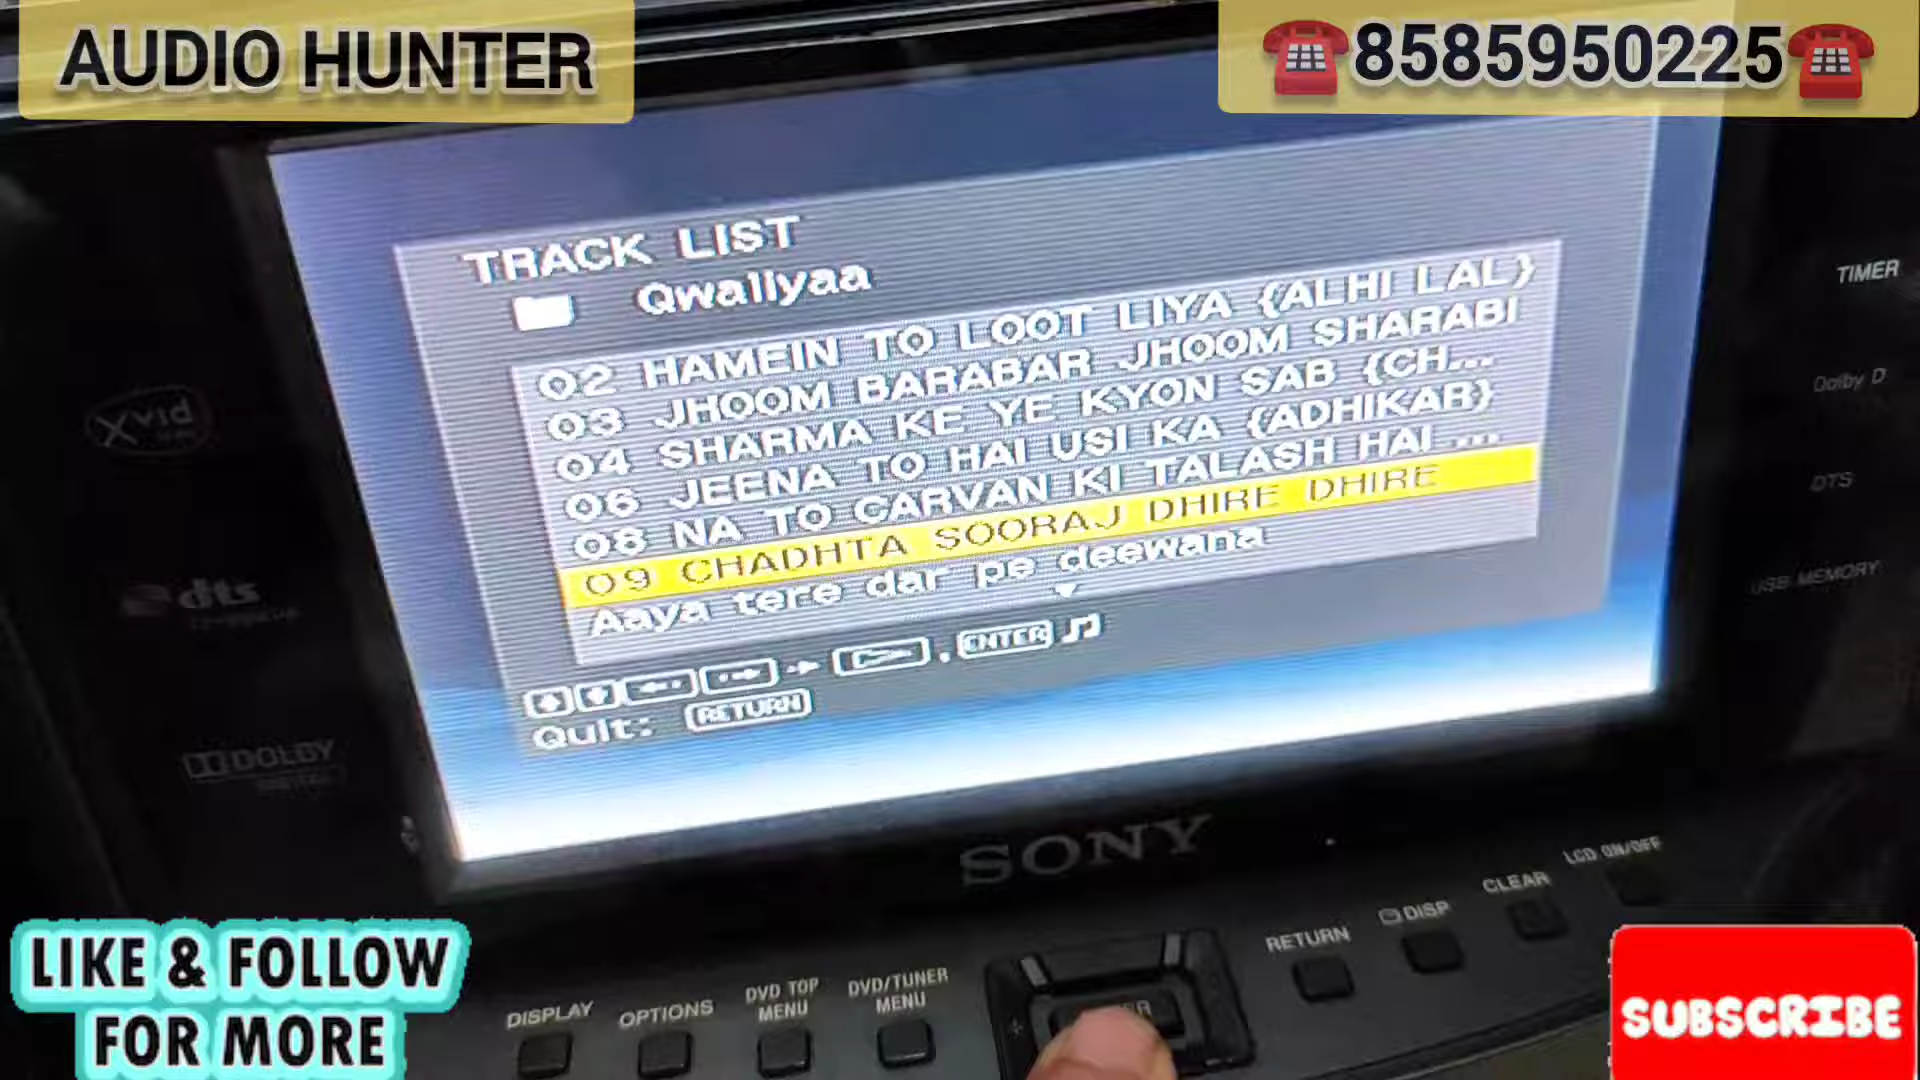 AUDIO HUNTER
☎8585950225☎
TRACK LIST
Qwaliyaa
02 HAMEIN TO LOOT LIYA {ALHI LAL}
03 JHOOM BARABAR JHOOM SHARABI
04 SHARMA KE YE KYON SAB {CH...
06 JEENA TO HAI USI KA {ADHIKAR}
08 NA TO CARVAN KI TALASH HAI ...
09 CHADHTA SOORAJ DHIRE DHIRE
Aaya tere dar pe deewana
ENTER
Quit: RETURN
XviD
dts
DOLBY
DIGITAL
TIMER
Dolby D
DTS
USB MEMORY
SONY
DISPLAY
OPTIONS
DVD TOP
MENU
DVD/TUNER
MENU
RETURN
DISP
CLEAR
LCD ON/OFF
LIKE & FOLLOW
FOR MORE
SUBSCRIBE